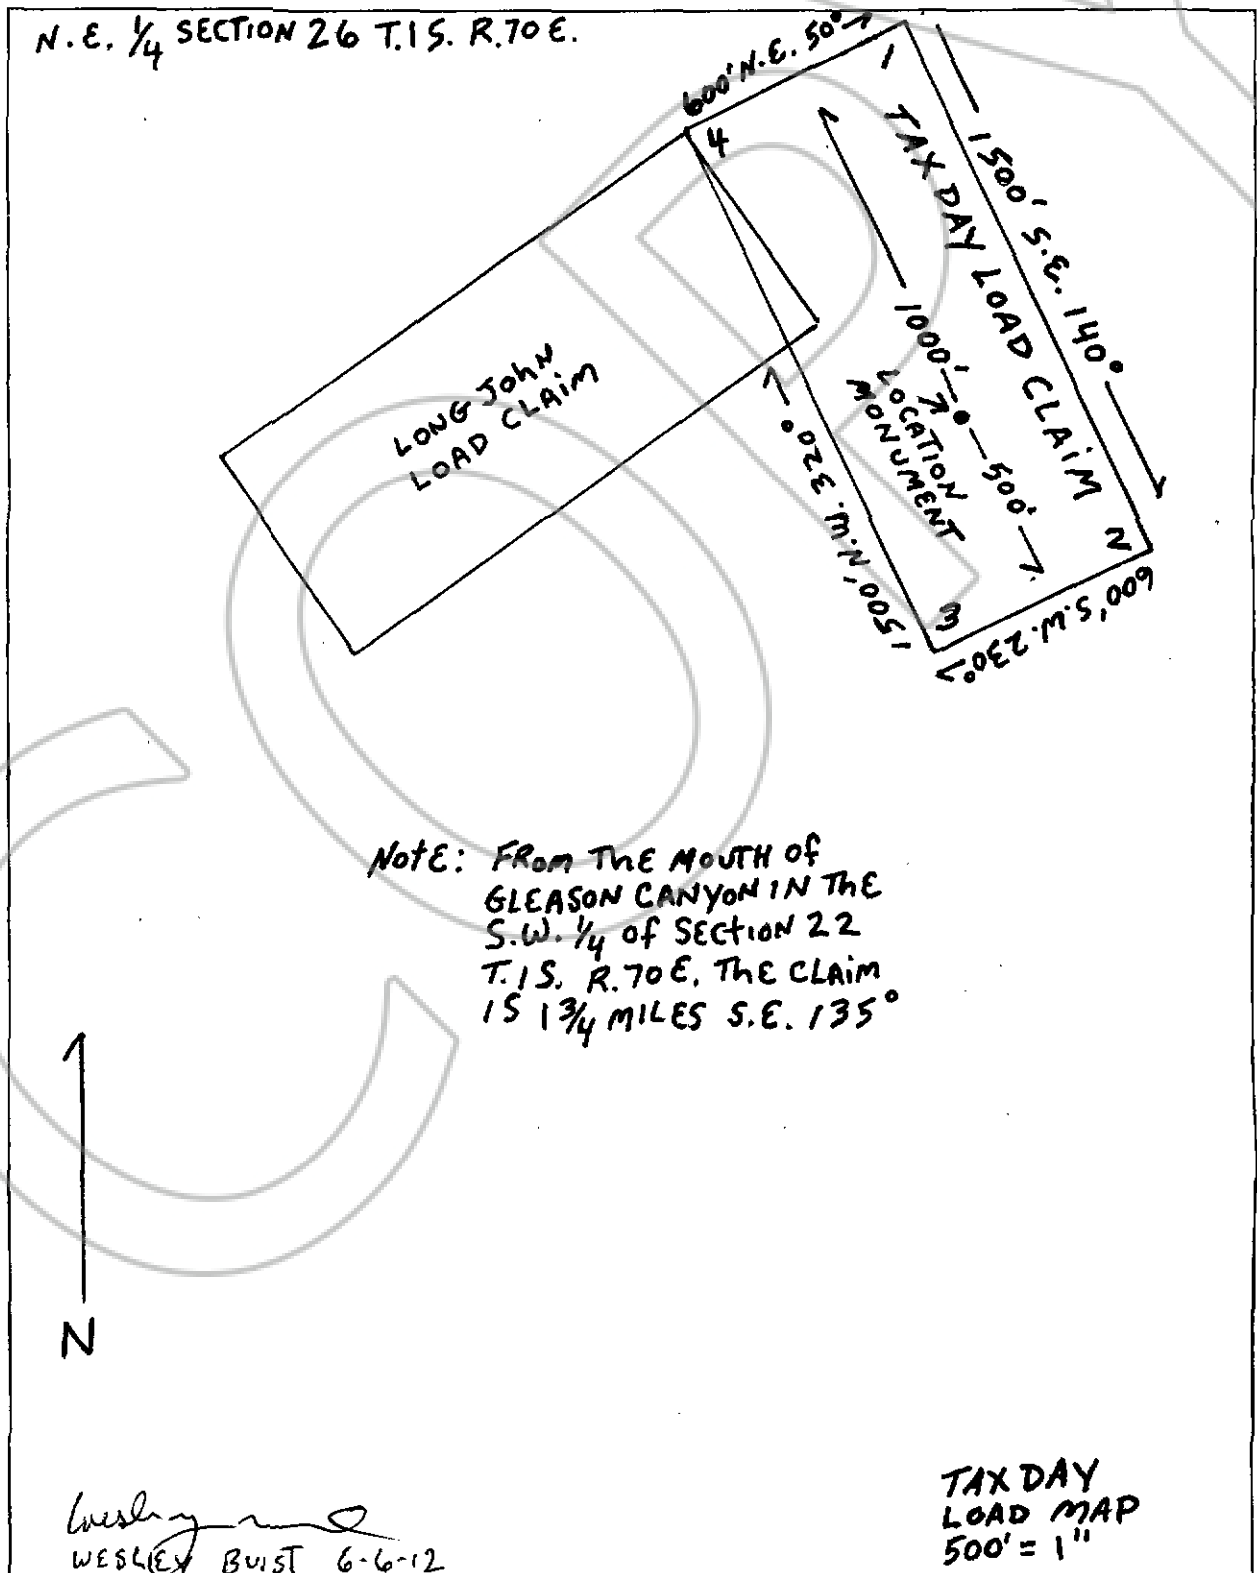 N.E. 1/4 SECTION 26 T.1S. R.70E.
600' N.E. 50°
1
4
TAX DAY LOAD CLAIM
1500' S.E. 140°
1000'
500'
LOCATION
MONUMENT
LONG JOHN
LOAD CLAIM
1500' N.W. 320°
2
3
600' S.W. 230°
NOTE: FROM THE MOUTH OF
GLEASON CANYON IN THE
S.W. 1/4 OF SECTION 22
T.1S. R.70E. THE CLAIM
IS 1 3/4 MILES S.E. 135°
N
WESLEY BUIST 6-6-12
TAX DAY
LOAD MAP
500' = 1"
COPY